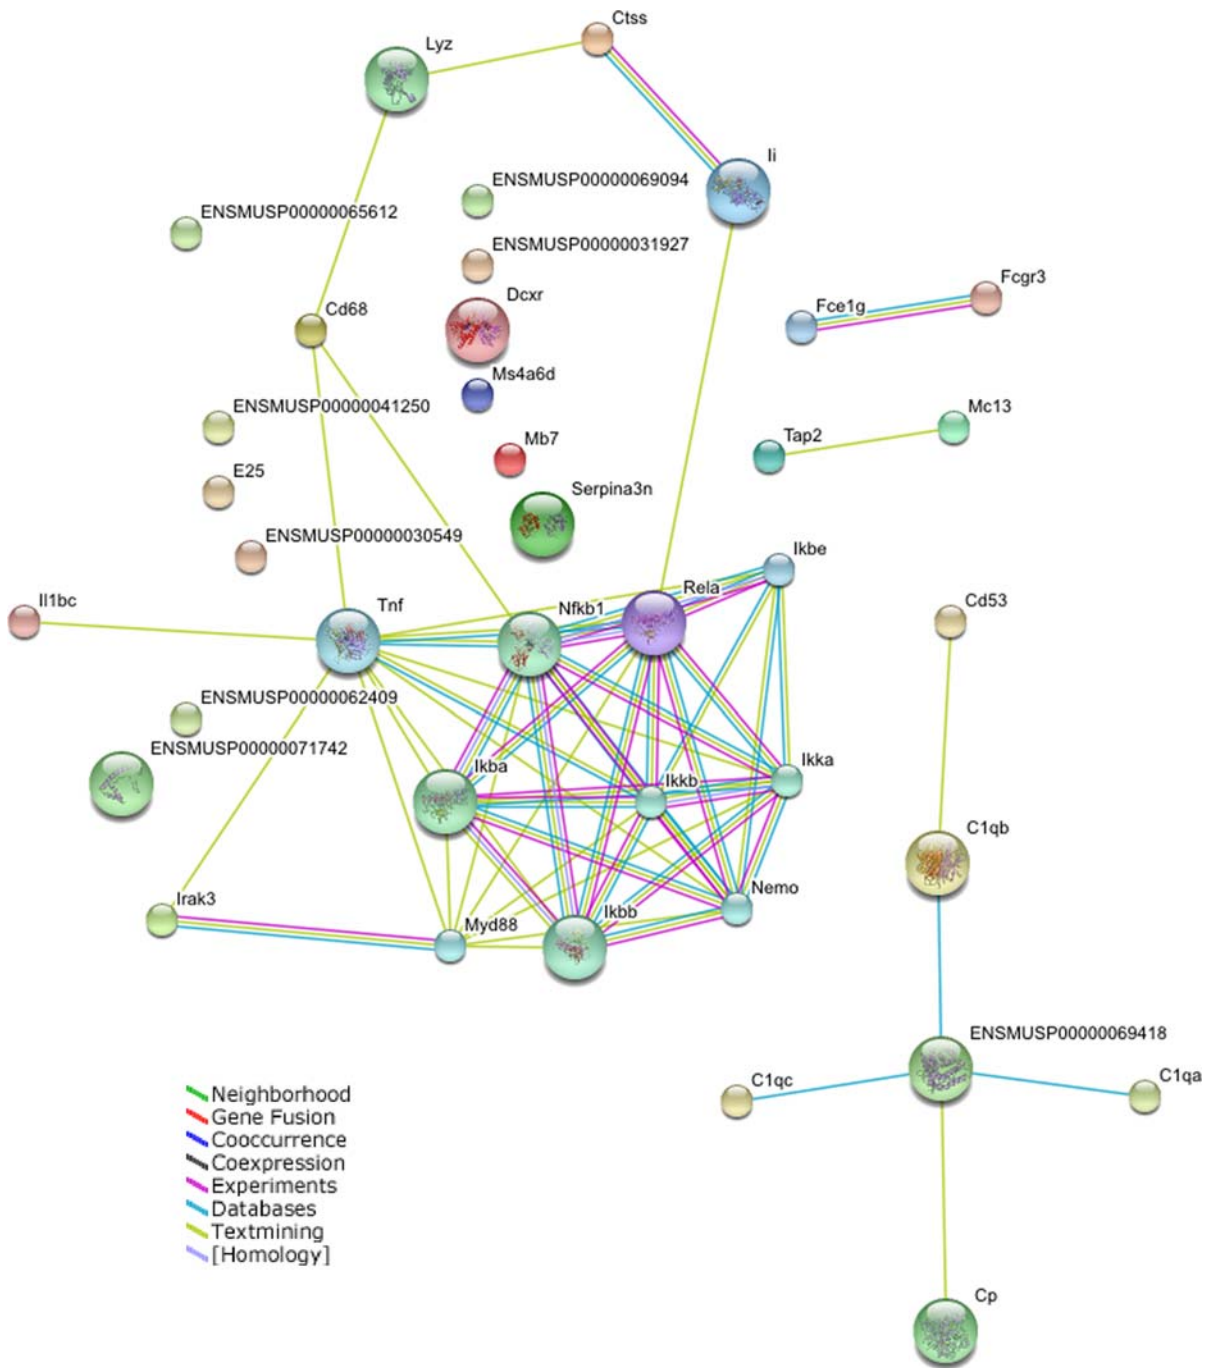 Ctss
Lyz
Ii
ENSMUSP00000069094
ENSMUSP00000065612
ENSMUSP00000031927
Fcgr3
Dcxr
Fce1g
Cd68
Ms4a6d
ENSMUSP00000041250
Mc13
Tap2
Mb7
E25
Serpina3n
ENSMUSP00000030549
Ikbe
Rela
Il1bc
Tnf
Nfkb1
Cd53
ENSMUSP00000062409
ENSMUSP00000071742
Ikba
Ikkb
Ikka
C1qb
Nemo
Irak3
Ikbb
Myd88
ENSMUSP00000069418
C1qc
C1qa
Neighborhood
Gene Fusion
Cooccurrence
Coexpression
Experiments
Databases
Textmining
[Homology]
Cp